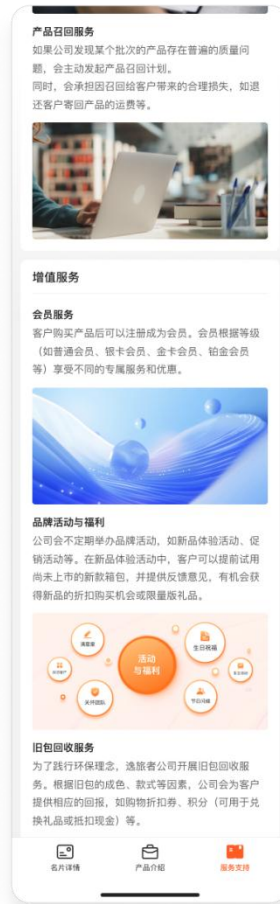 产品召回服务
如果公司发现某个批次的产品存在普遍的质量问
题，会主动发起产品召回计划。
同时，会承担因召回给客户带来的合理损失，如退
还客户寄回产品的运费等。
增值服务
会员服务
客户购买产品后可以注册成为会员。会员根据等级
（如普通会员、银卡会员、金卡会员、铂金会员
等）享受不同的专属服务和优惠。
品牌活动与福利
公司会不定期举办品牌活动，如新品体验活动、促
销活动等。在新品体验活动中，客户可以提前试用
尚未上市的新款箱包，并提供反馈意见，有机会获
得新品的折扣购买机会或限量版礼品。
活动
与福利
生日祝福
旧包回收服务
为了践行环保理念，逸旅者公司开展旧包回收服
务。根据旧包的成色、款式等因素，公司会为客户
提供相应的回报，如购物折扣券、积分（可用于兑
换礼品或抵扣现金）等。
名片详情
产品介绍
服务支持